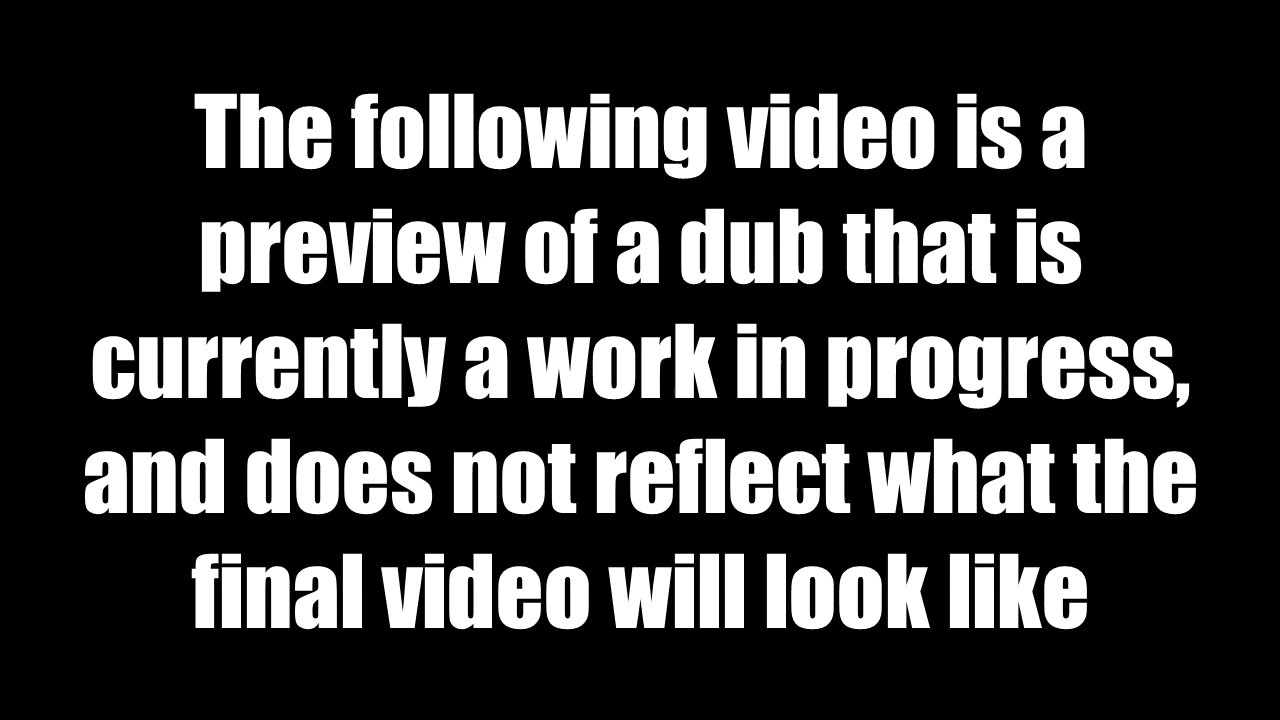 The following video is a
preview of a dub that is
currently a work in progress,
and does not reflect what the
final video will look like